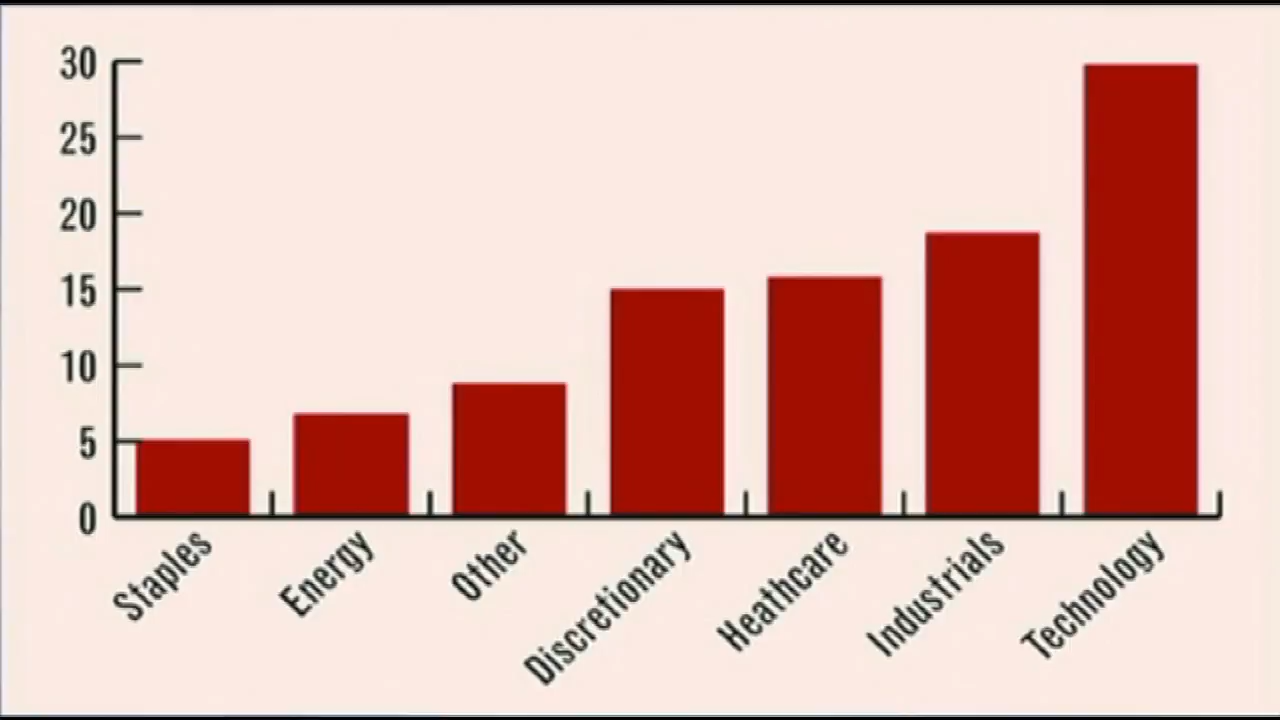 30
25
20
15
10
5
0
Staples
Energy
Other
Discretionary
Heathcare
Industrials
Technology